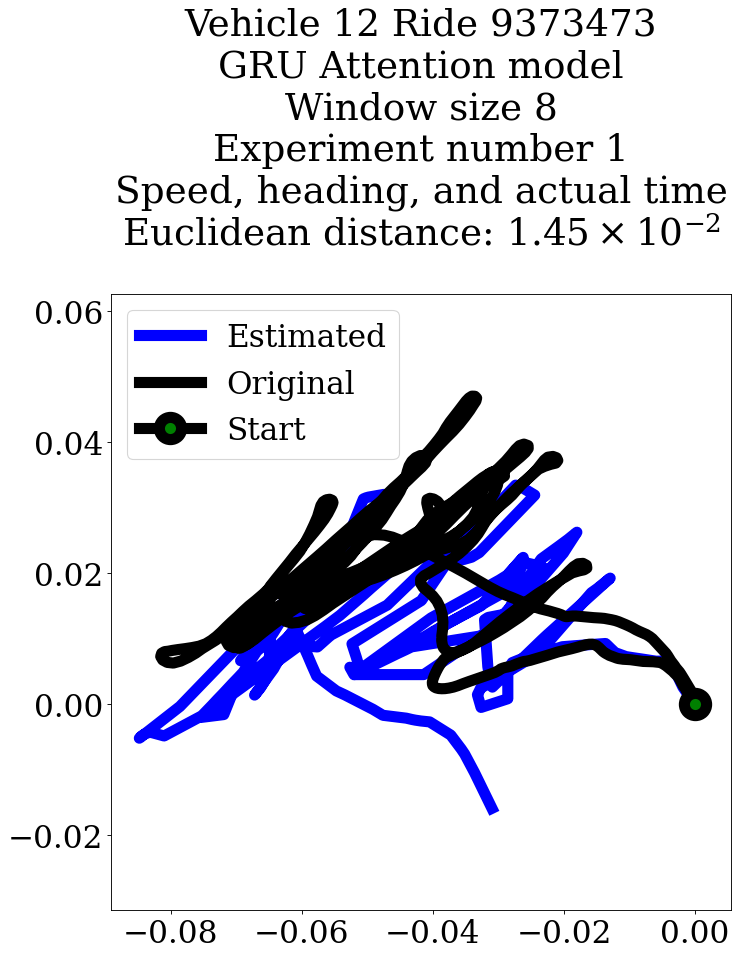 Vehicle 12 Ride 9373473
GRU Attention model
Window size 8
Experiment number 1
Speed, heading, and actual time
Euclidean distance: 1.45 × 10⁻²
0.06
Estimated
Original
Start
0.04
0.02
0.00
−0.02
−0.08 −0.06 −0.04 −0.02 0.00